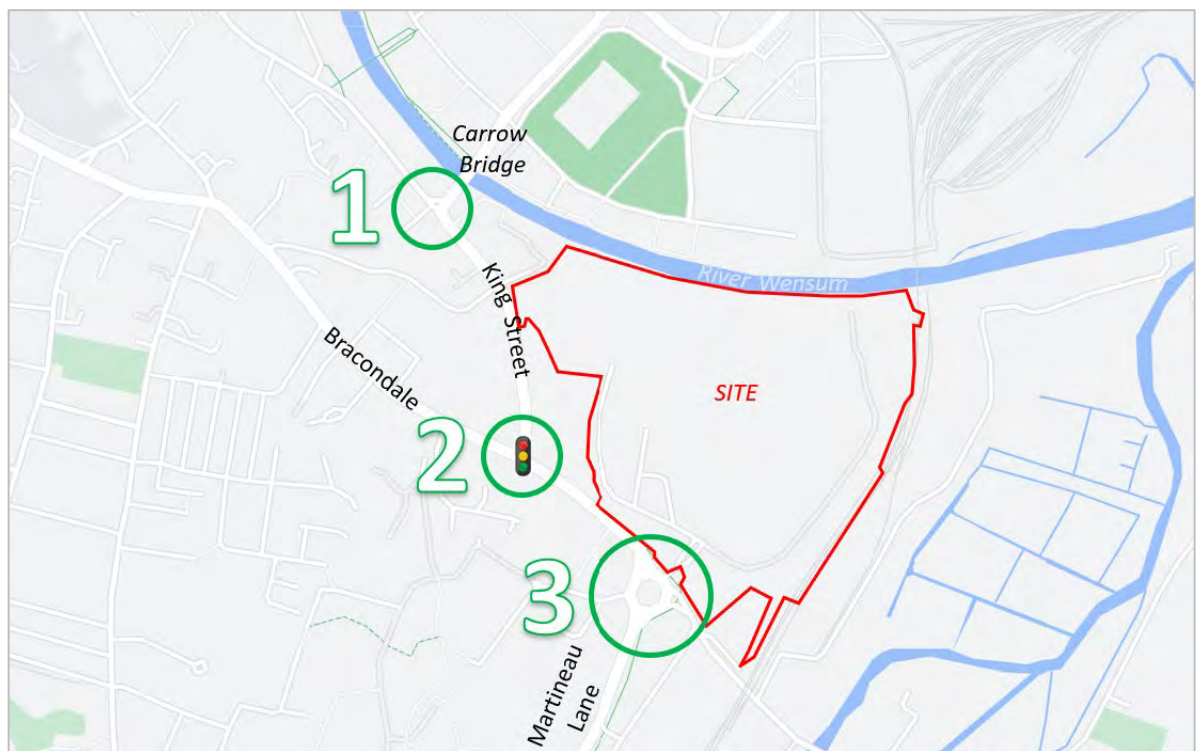 Carrow
Bridge
1
River Wensum
King Street
Bracondale
SITE
2
3
Martineau
Lane